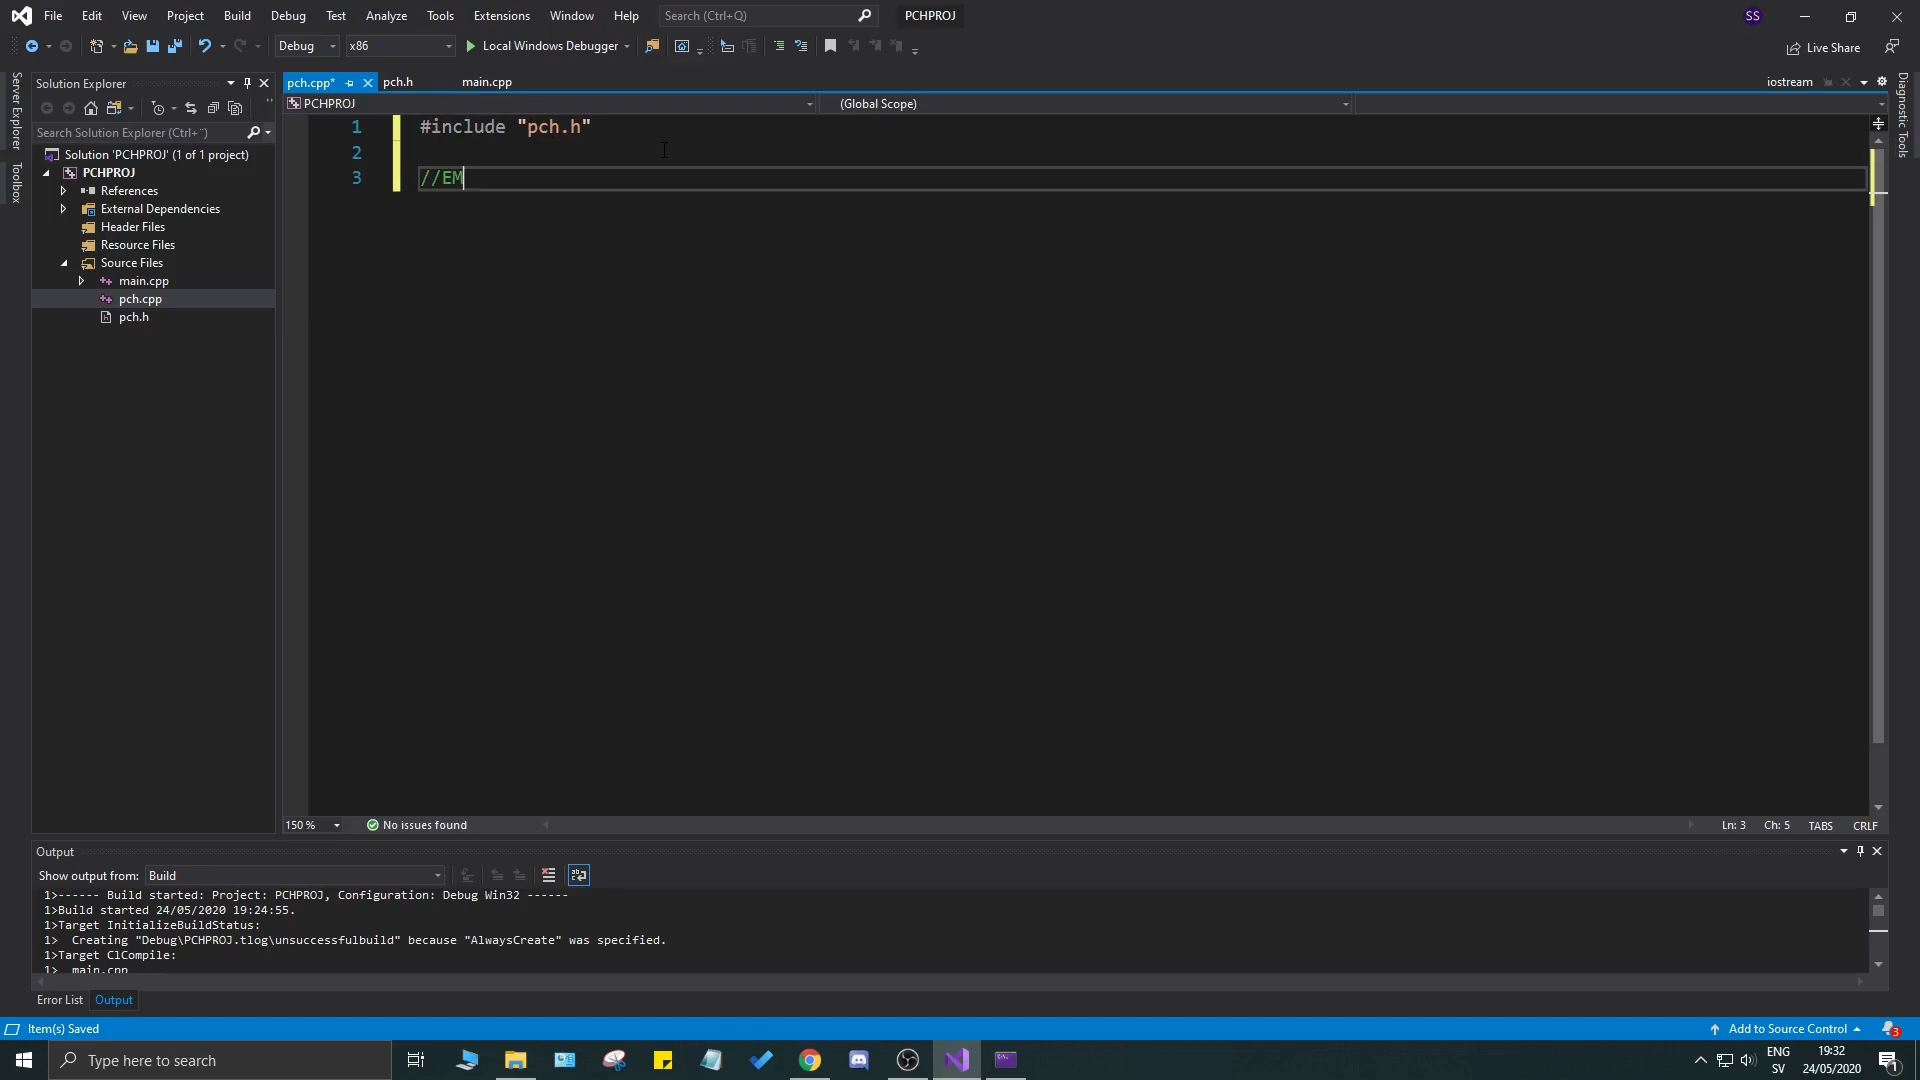 File Edit View Project Build Debug Test Analyze Tools Extensions Window Help Search (Ctrl+Q) PCHPROJ SS
Debug x86 Local Windows Debugger Live Share
Server Explorer
Toolbox
Solution Explorer
Search Solution Explorer (Ctrl+¨)
Solution 'PCHPROJ' (1 of 1 project)
PCHPROJ
References
External Dependencies
Header Files
Resource Files
Source Files
main.cpp
pch.cpp
pch.h
pch.cpp* pch.h main.cpp iostream
PCHPROJ (Global Scope)
1 #include "pch.h"
2
3 //EM
Diagnostic Tools
150 % No issues found Ln: 3 Ch: 5 TABS CRLF
Output
Show output from: Build
1>------ Build started: Project: PCHPROJ, Configuration: Debug Win32 ------
1>Build started 24/05/2020 19:24:55.
1>Target InitializeBuildStatus:
1>  Creating "Debug\PCHPROJ.tlog\unsuccessfulbuild" because "AlwaysCreate" was specified.
1>Target ClCompile:
1>  main.cpp
Error List Output
Item(s) Saved Add to Source Control 3
Type here to search ENG SV 19:32 24/05/2020 1